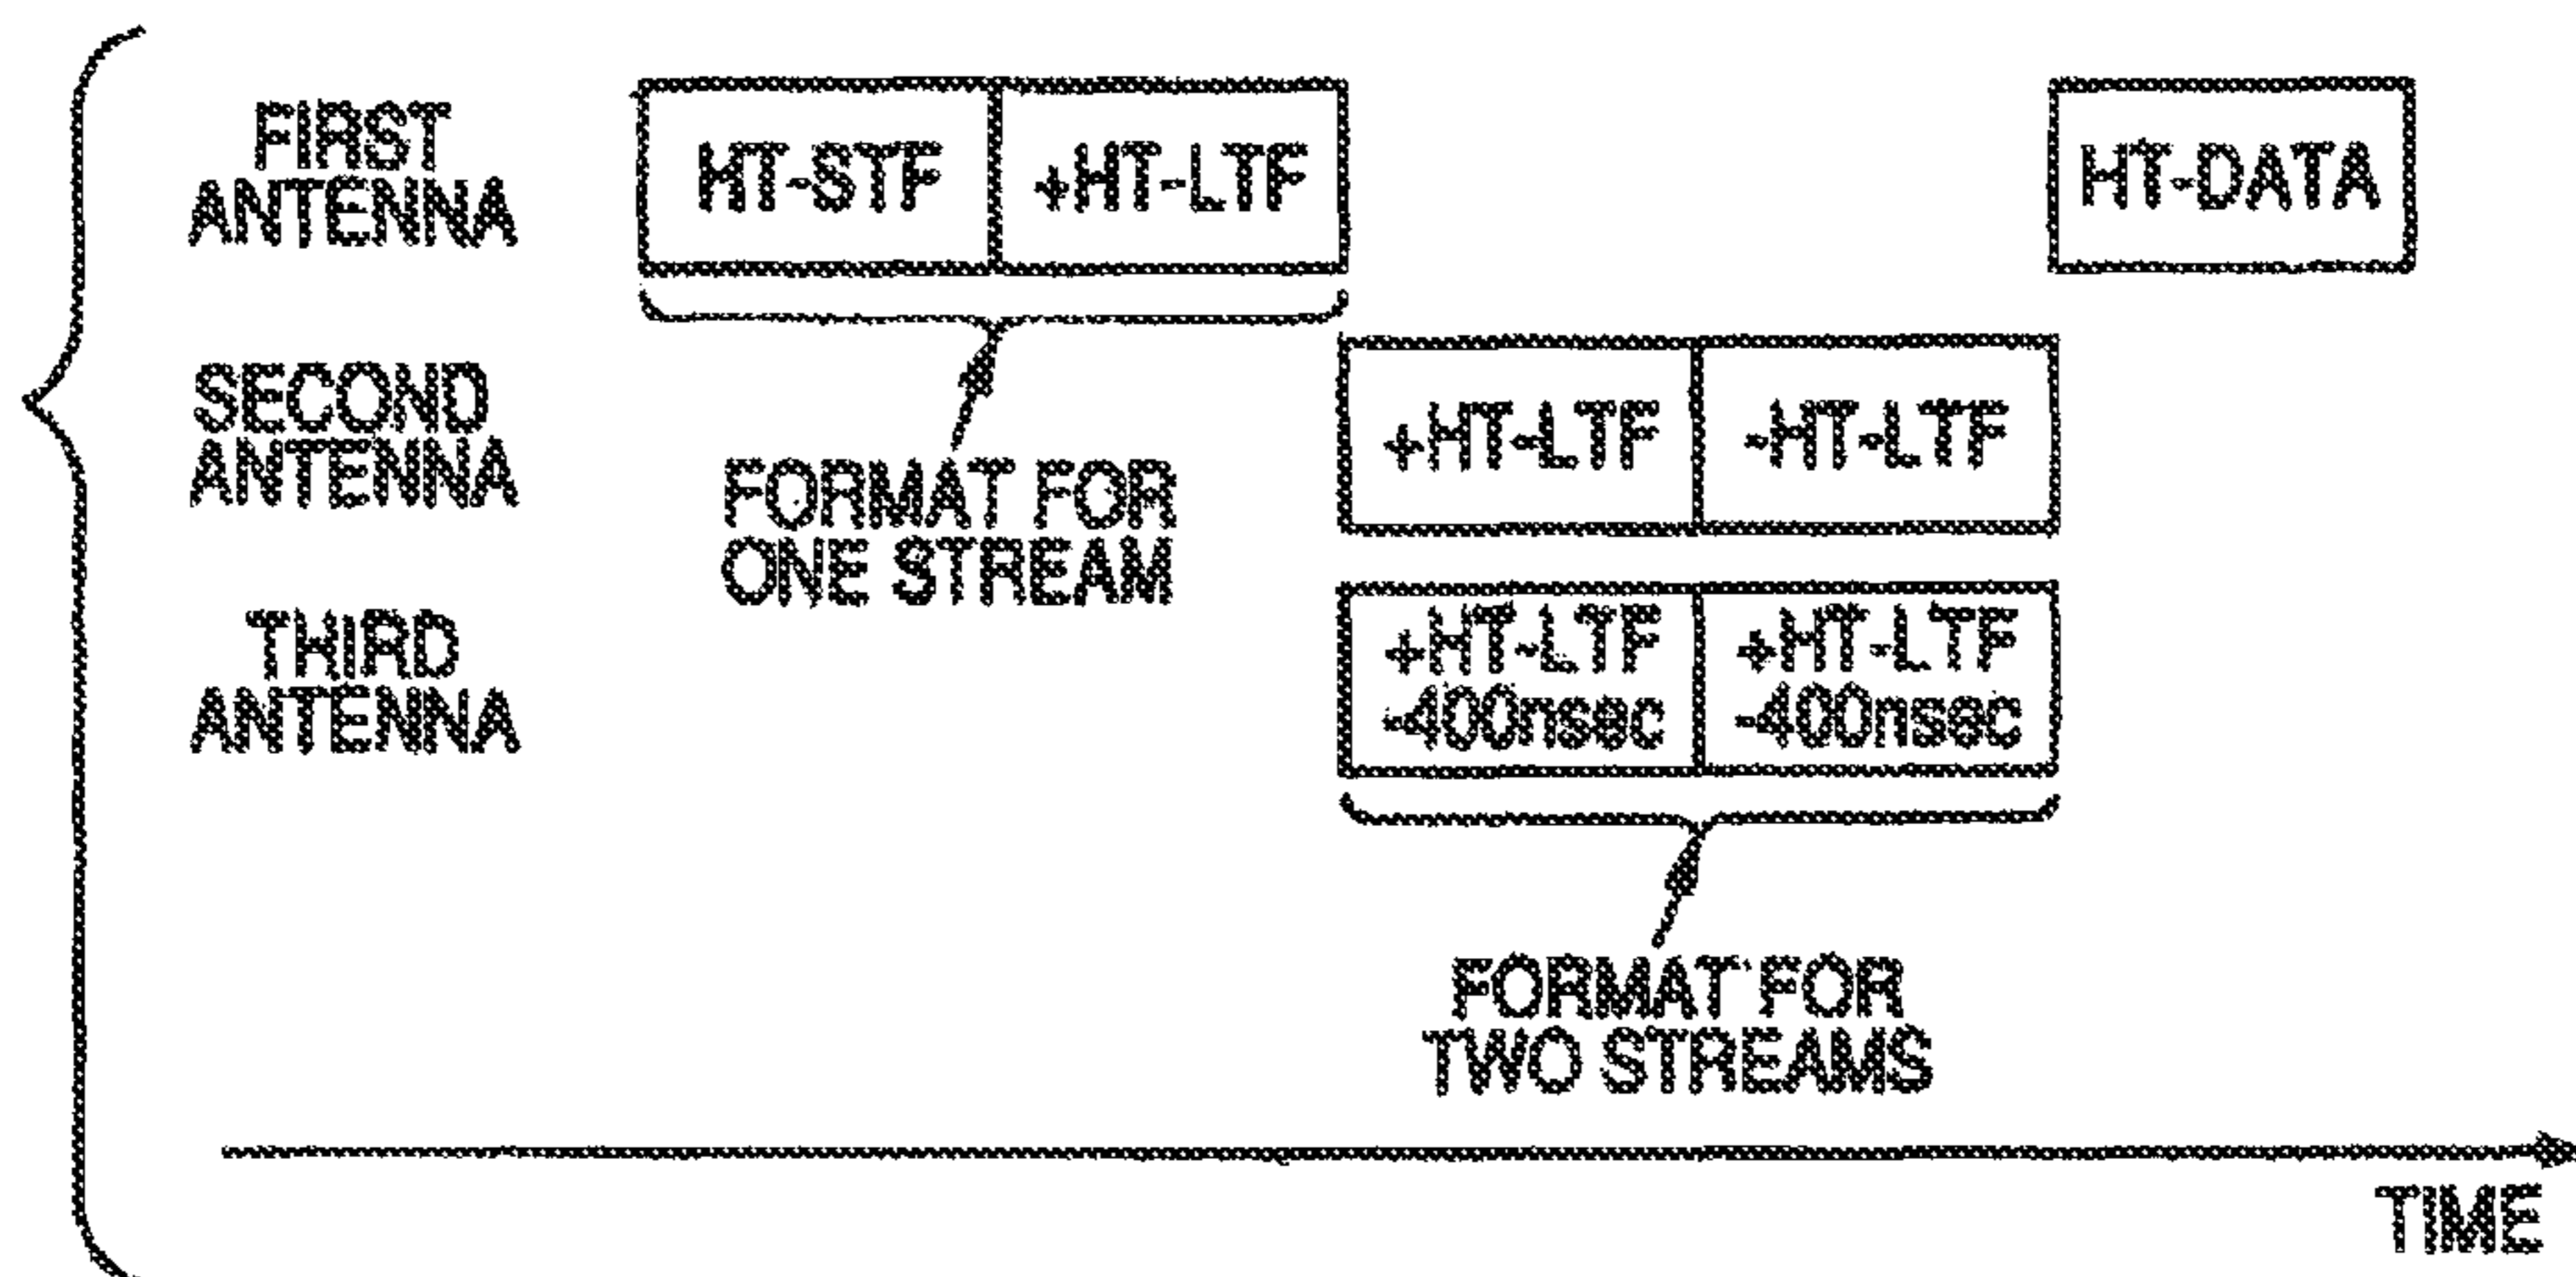 FIRST
ANTENNA
HT-STF
+HT-LTF
HT-DATA
SECOND
ANTENNA
+HT-LTF
-HT-LTF
FORMAT FOR
ONE STREAM
THIRD
ANTENNA
+HT-LTF
-400nsec
+HT-LTF
-400nsec
FORMAT FOR
TWO STREAMS
TIME